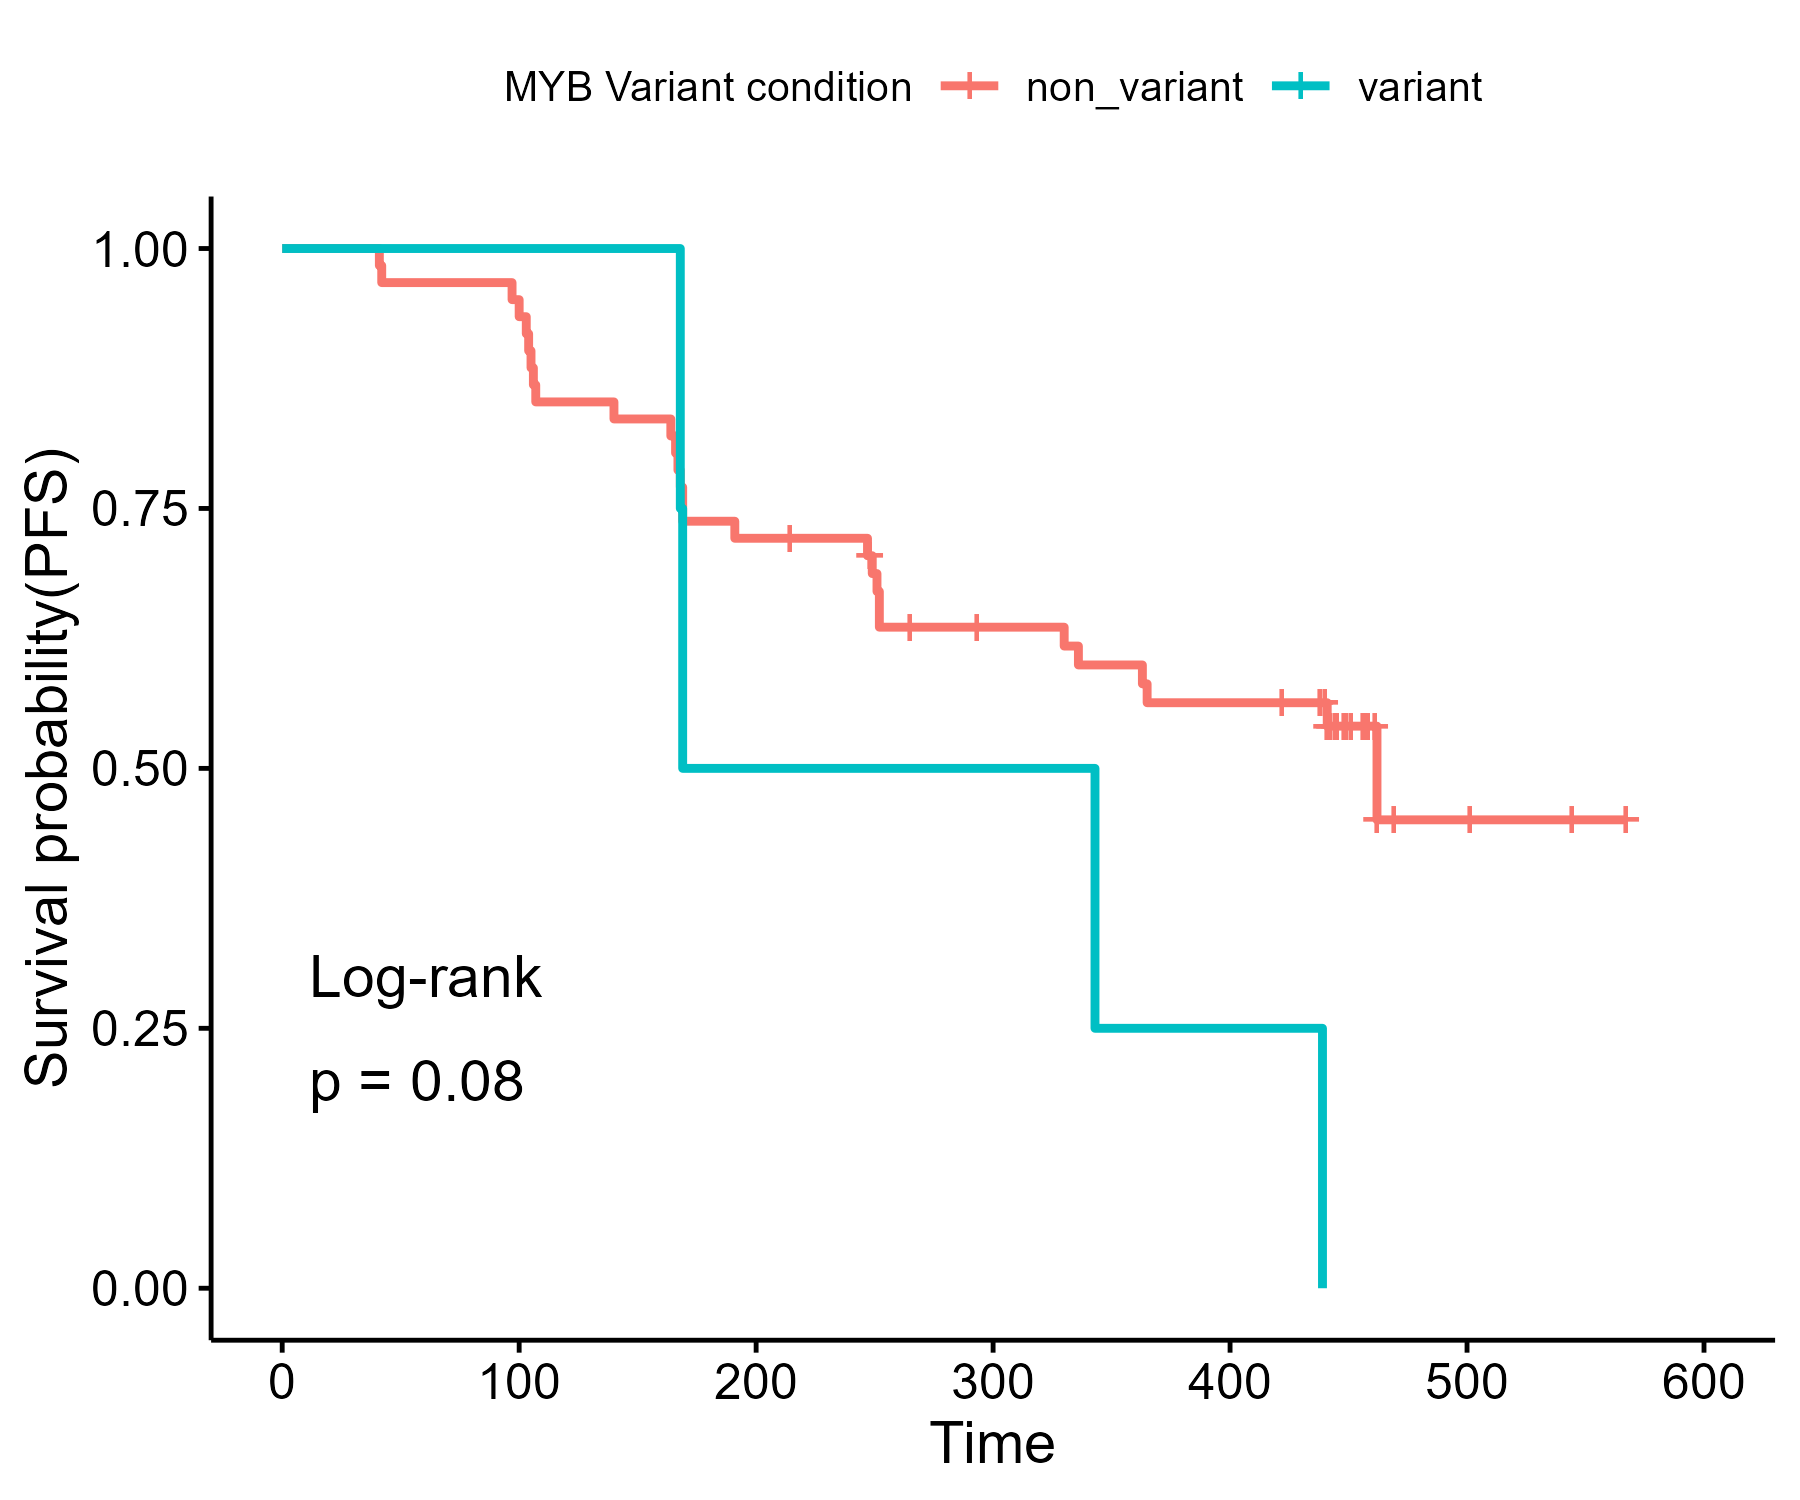 MYB Variant condition non_variant variant
1.00
0.75
0.50
0.25
0.00
Survival probability(PFS)
Log-rank
p = 0.08
0 100 200 300 400 500 600
Time